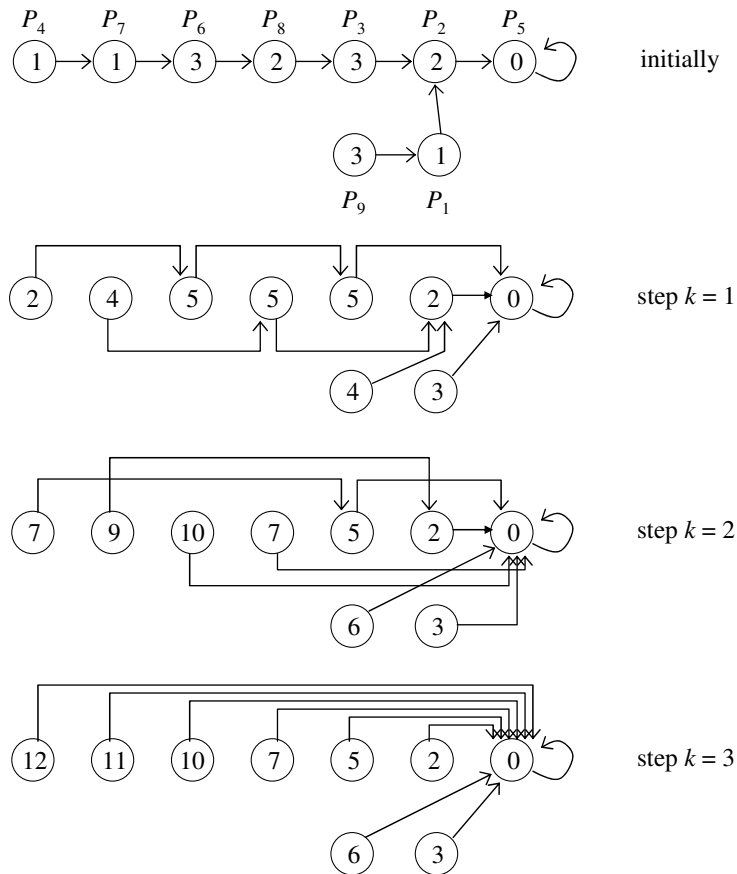 P4 P7 P6 P8 P3 P2 P5
1 1 3 2 3 2 0 initially
3 1
P9 P1
2 4 5 5 5 2 0 step k = 1
4 3
7 9 10 7 5 2 0 step k = 2
6 3
12 11 10 7 5 2 0 step k = 3
6 3